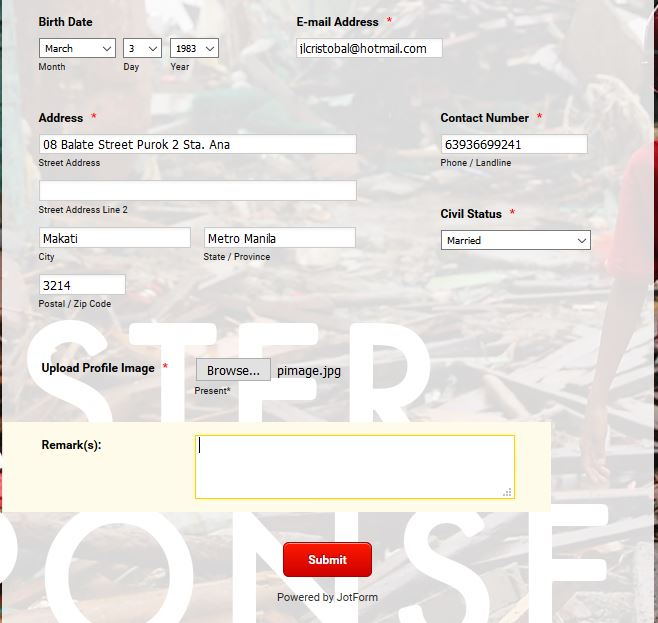 Birth Date
E-mail Address *
March 3 1983
ilcristobal@hotmail.com
Month Day Year
Address *
Contact Number *
08 Balate Street Purok 2 Sta. Ana
63936699241
Street Address
Phone / Landline
Street Address Line 2
Civil Status *
Makati
Metro Manila
Married
City
State / Province
3214
Postal / Zip Code
STER
Upload Profile Image *
Browse... pimage.jpg
Present*
Remark(s):
PONSE
Submit
Powered by JotForm